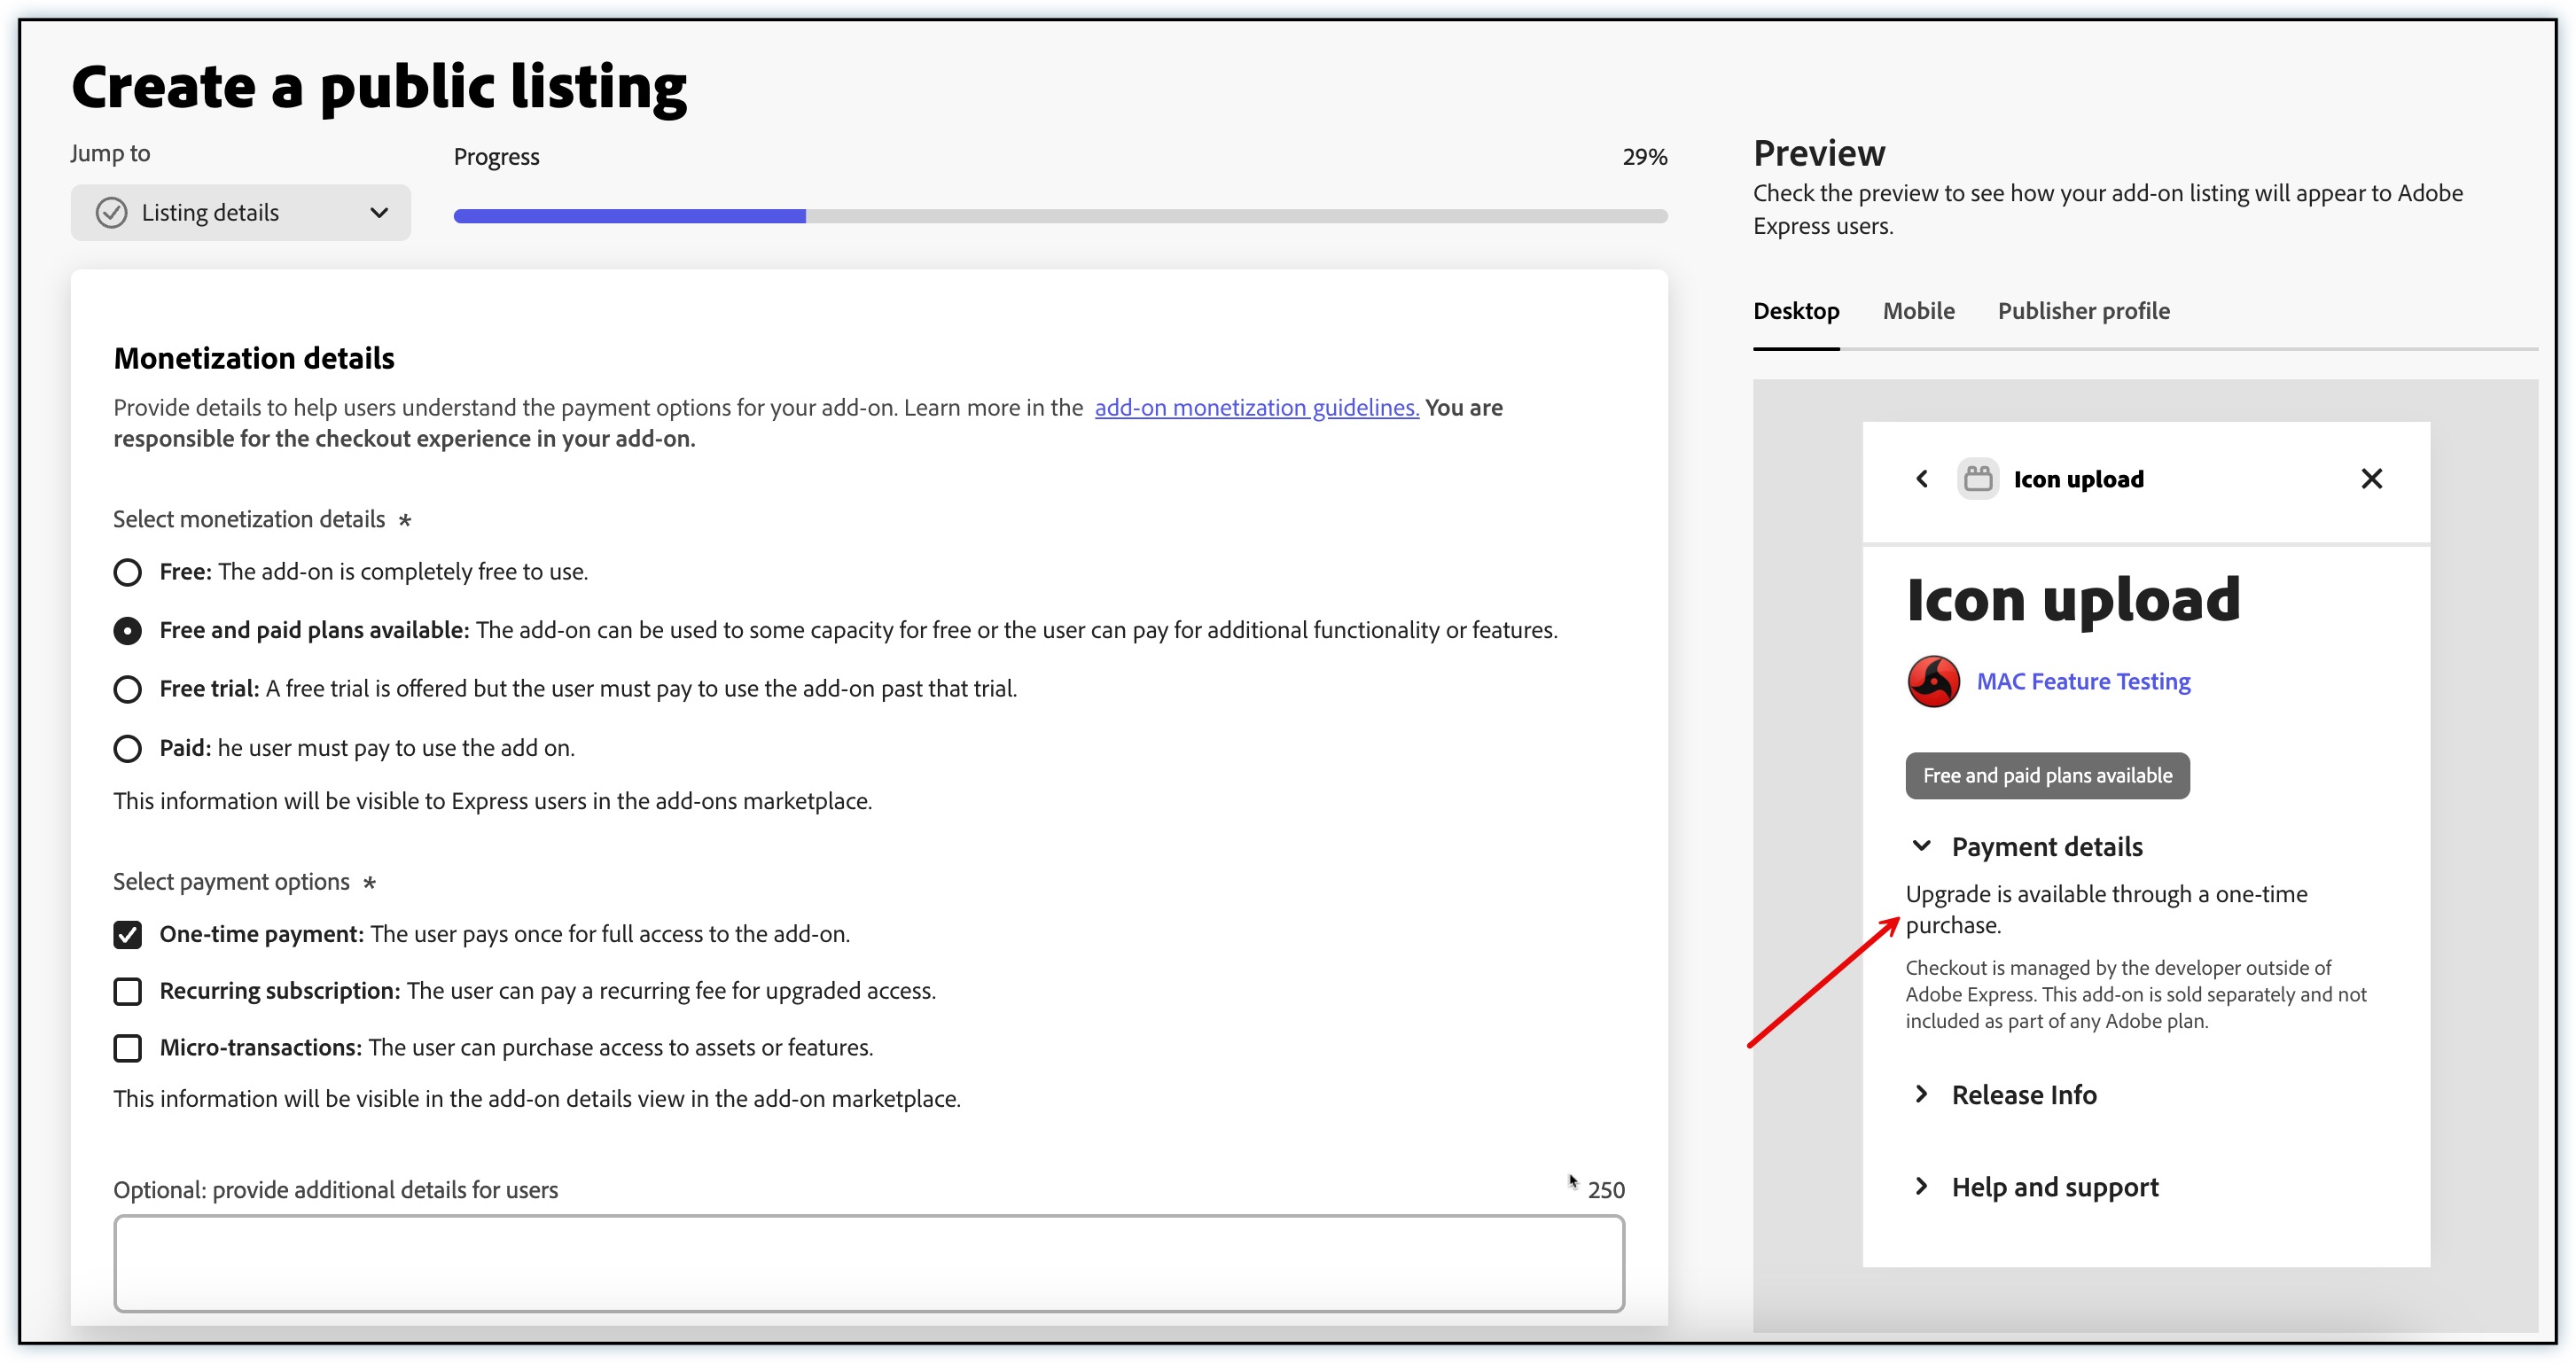 Create a public listing
Jump to
Listing details
Progress
29%
Monetization details
Provide details to help users understand the payment options for your add-on. Learn more in the add-on monetization guidelines. You are
responsible for the checkout experience in your add-on.
Select monetization details *
Free: The add-on is completely free to use.
Free and paid plans available: The add-on can be used to some capacity for free or the user can pay for additional functionality or features.
Free trial: A free trial is offered but the user must pay to use the add-on past that trial.
Paid: he user must pay to use the add on.
This information will be visible to Express users in the add-ons marketplace.
Select payment options *
One-time payment: The user pays once for full access to the add-on.
Recurring subscription: The user can pay a recurring fee for upgraded access.
Micro-transactions: The user can purchase access to assets or features.
This information will be visible in the add-on details view in the add-on marketplace.
Optional: provide additional details for users
250
Preview
Check the preview to see how your add-on listing will appear to Adobe
Express users.
Desktop
Mobile
Publisher profile
Icon upload
Icon upload
MAC Feature Testing
Free and paid plans available
Payment details
Upgrade is available through a one-time
purchase.
Checkout is managed by the developer outside of
Adobe Express. This add-on is sold separately and not
included as part of any Adobe plan.
Release Info
Help and support